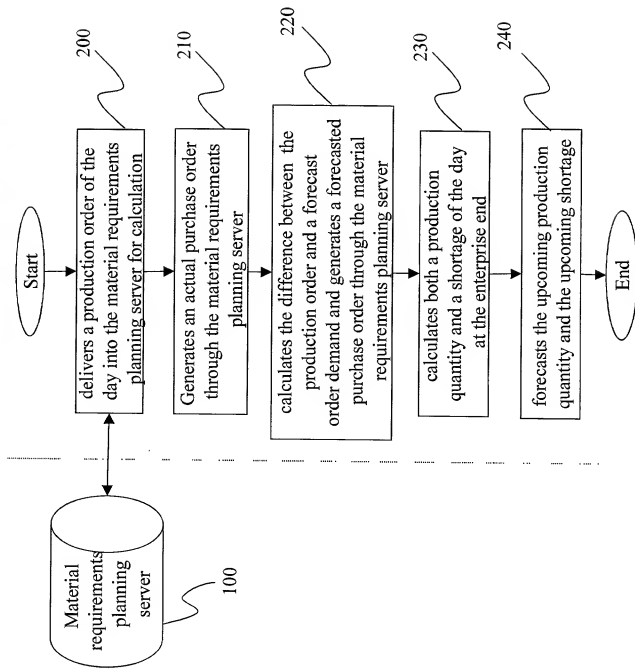 Start
200
delivers a production order of the
day into the material requirements
planning server for calculation
210
Generates an actual purchase order
through the material requirements
planning server
220
calculates the difference between the
production order and a forecast
order demand and generates a forecasted
purchase order through the material
requirements planning server
230
calculates both a production
quantity and a shortage of the day
at the enterprise end
240
forecasts the upcoming production
quantity and the upcoming shortage
End
Material
requirements
planning
server
100